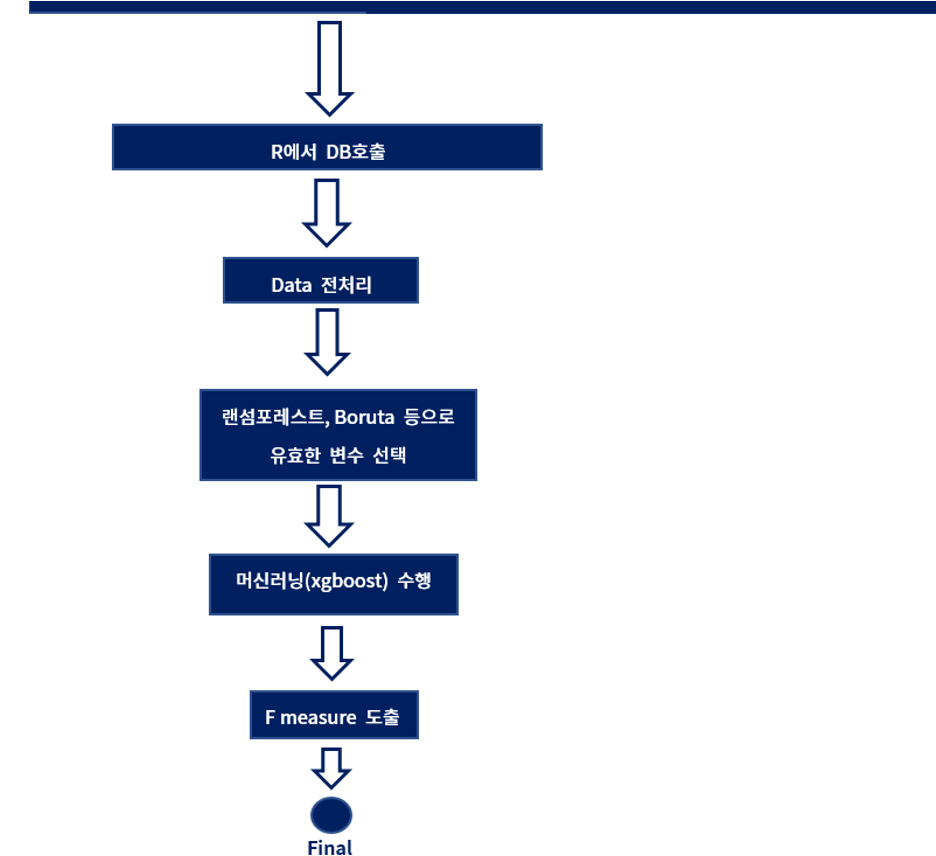 R에서 DB호출
Data 전처리
랜섬포레스트, Boruta 등으로
유효한 변수 선택
머신러닝(xgboost) 수행
F measure 도출
Final